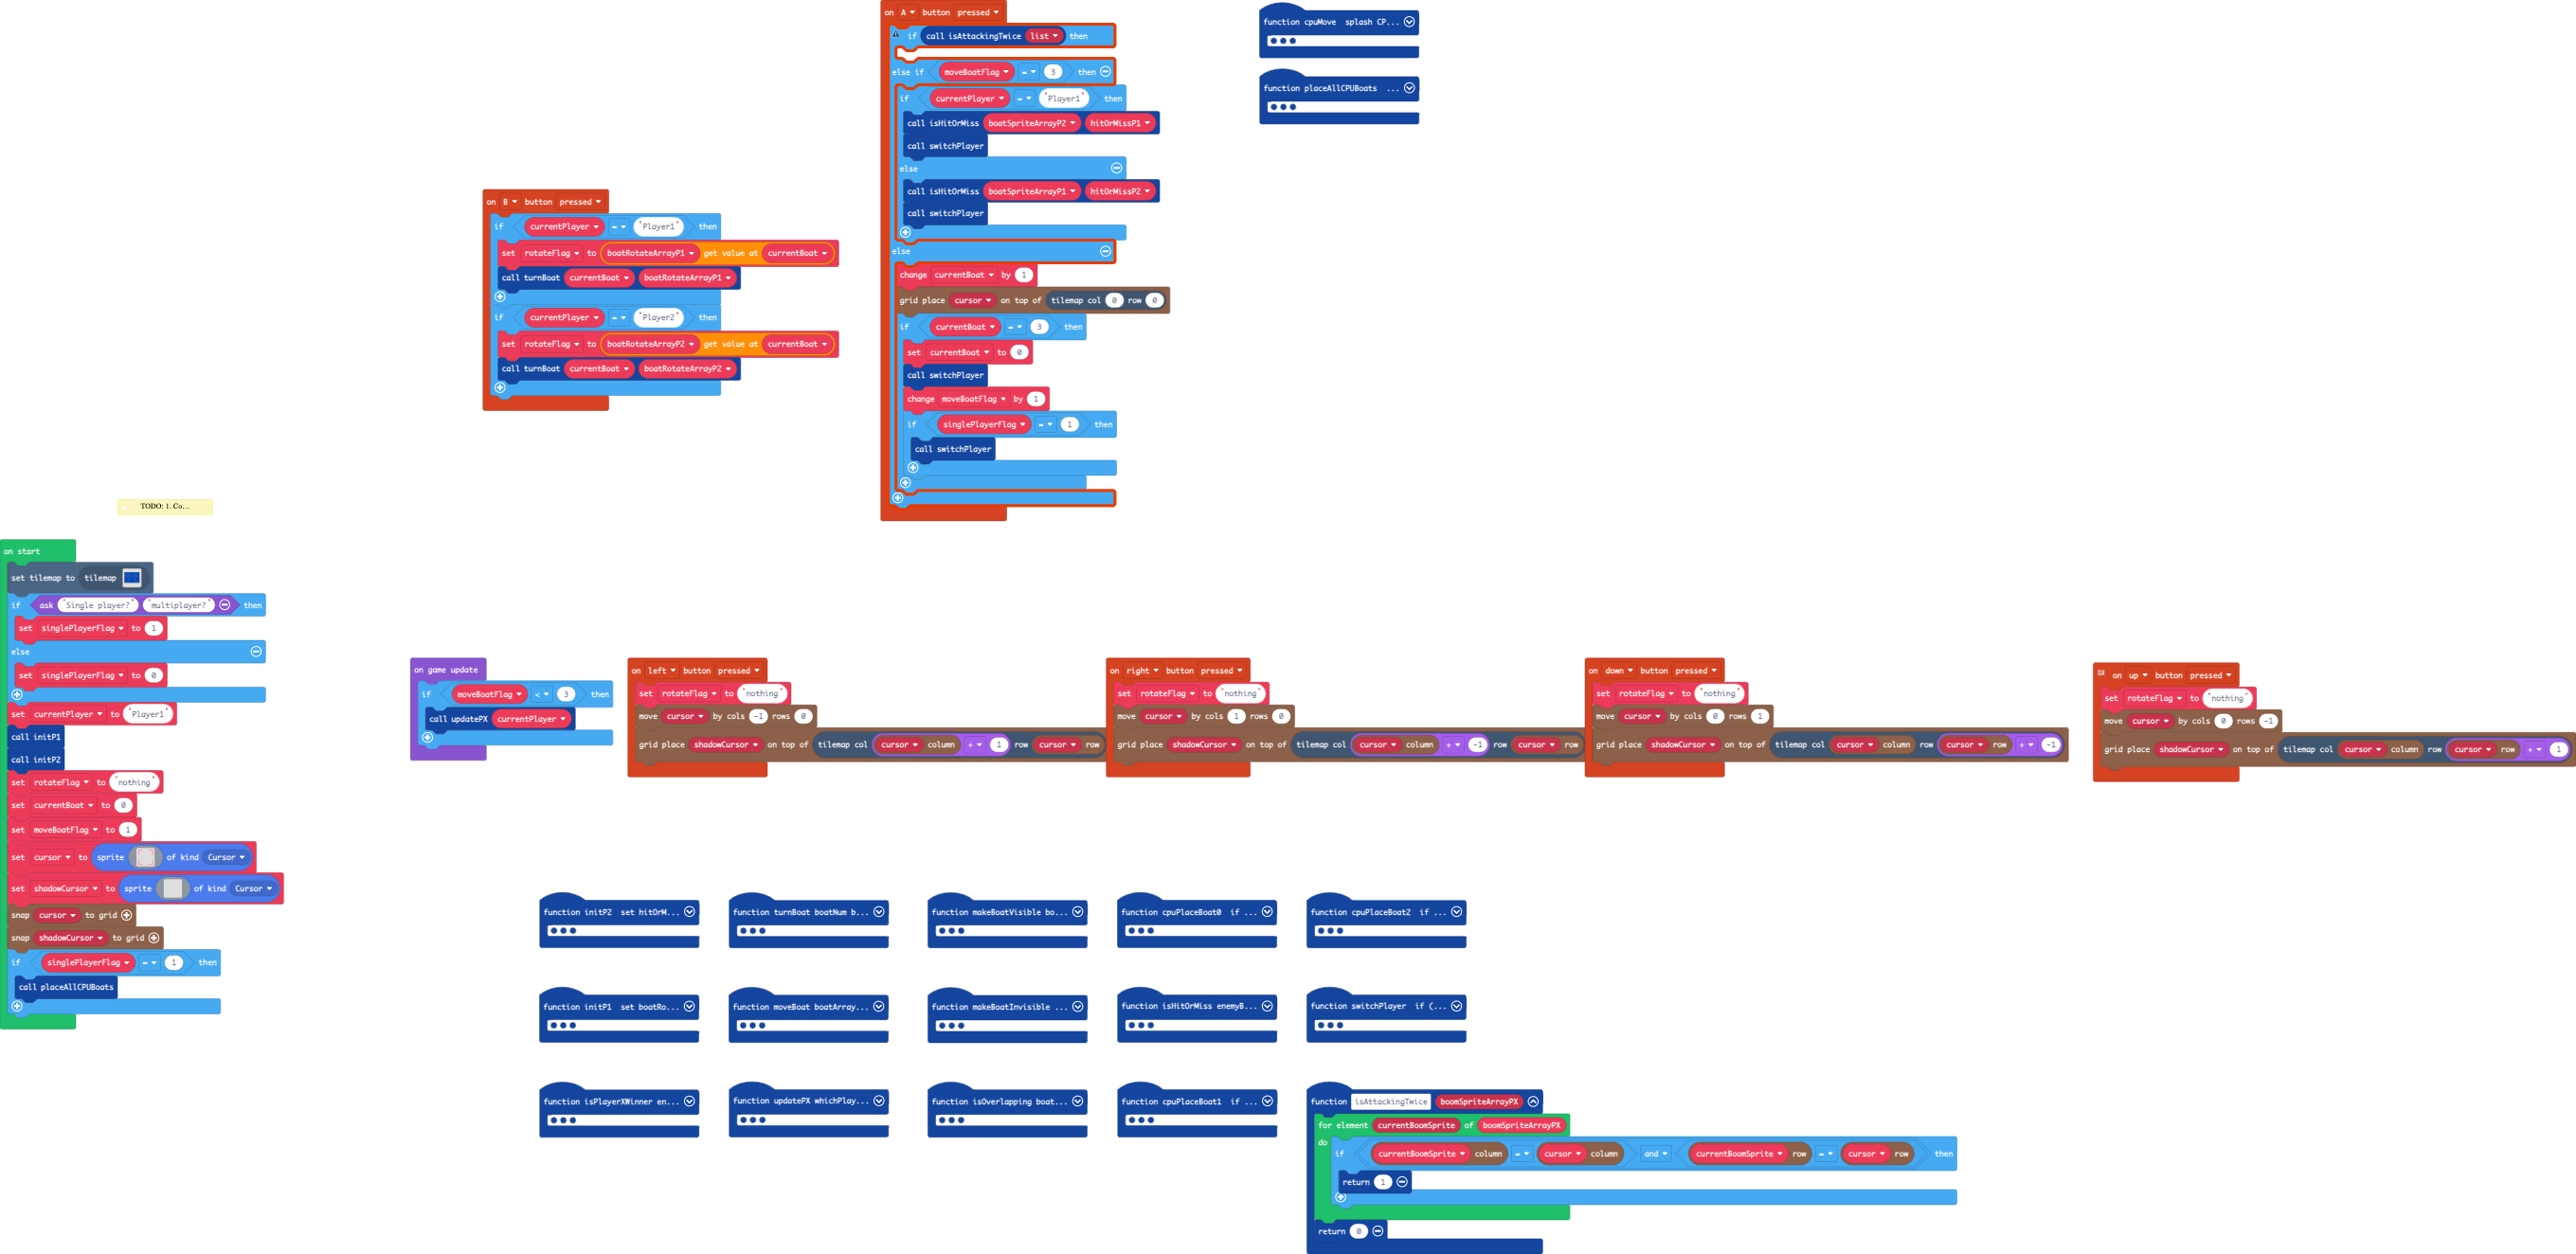 on A button pressed
if call isAttackingTwice list then
else if moveBoatFlag = 3 then
if currentPlayer = "Player1" then
call isHitOrMiss boatSpriteArrayP2 hitOrMissP1
call switchPlayer
else
call isHitOrMiss boatSpriteArrayP1 hitOrMissP2
call switchPlayer
else
change currentBoat by 1
grid place cursor on top of tilemap col 0 row 0
if currentBoat = 3 then
set currentBoat to 0
call switchPlayer
change moveBoatFlag by 1
if singlePlayerFlag = 1 then
call switchPlayer
function cpuMove splash CP...
function placeAllCPUBoats ...
on B button pressed
if currentPlayer = "Player1" then
set rotateFlag to boatRotateArrayP1 get value at currentBoat
call turnBoat currentBoat boatRotateArrayP1
if currentPlayer = "Player2" then
set rotateFlag to boatRotateArrayP2 get value at currentBoat
call turnBoat currentBoat boatRotateArrayP2
TODO: 1. Co...
on start
set tilemap to tilemap
if ask "Single player?" "multiplayer?" then
set singlePlayerFlag to 1
else
set singlePlayerFlag to 0
set currentPlayer to "Player1"
call initP1
call initP2
set rotateFlag to "nothing"
set currentBoat to 0
set moveBoatFlag to 1
set cursor to sprite of kind Cursor
set shadowCursor to sprite of kind Cursor
snap cursor to grid
snap shadowCursor to grid
if singlePlayerFlag = 1 then
call placeAllCPUBoats
on game update
if moveBoatFlag < 3 then
call updatePX currentPlayer
on left button pressed
set rotateFlag to "nothing"
move cursor by cols -1 rows 0
grid place shadowCursor on top of tilemap col cursor column + 1 row cursor row
on right button pressed
set rotateFlag to "nothing"
move cursor by cols 1 rows 0
grid place shadowCursor on top of tilemap col cursor column + -1 row cursor row
on down button pressed
set rotateFlag to "nothing"
move cursor by cols 0 rows 1
grid place shadowCursor on top of tilemap col cursor column row cursor row + -1
on up button pressed
set rotateFlag to "nothing"
move cursor by cols 0 rows -1
grid place shadowCursor on top of tilemap col cursor column row cursor row + 1
function initP2 set hitOrM...
function turnBoat boatNum b...
function makeBoatVisible bo...
function cpuPlaceBoat0 if ...
function cpuPlaceBoat2 if ...
function initP1 set boatRo...
function moveBoat boatArray...
function makeBoatInvisible ...
function isHitOrMiss enemyB...
function switchPlayer if (...
function isPlayerXWinner en...
function updatePX whichPlay...
function isOverlapping boat...
function cpuPlaceBoat1 if ...
function isAttackingTwice boomSpriteArrayPX
for element currentBoomSprite of boomSpriteArrayPX
do
if currentBoomSprite column = cursor column and currentBoomSprite row = cursor row then
return 1
return 0